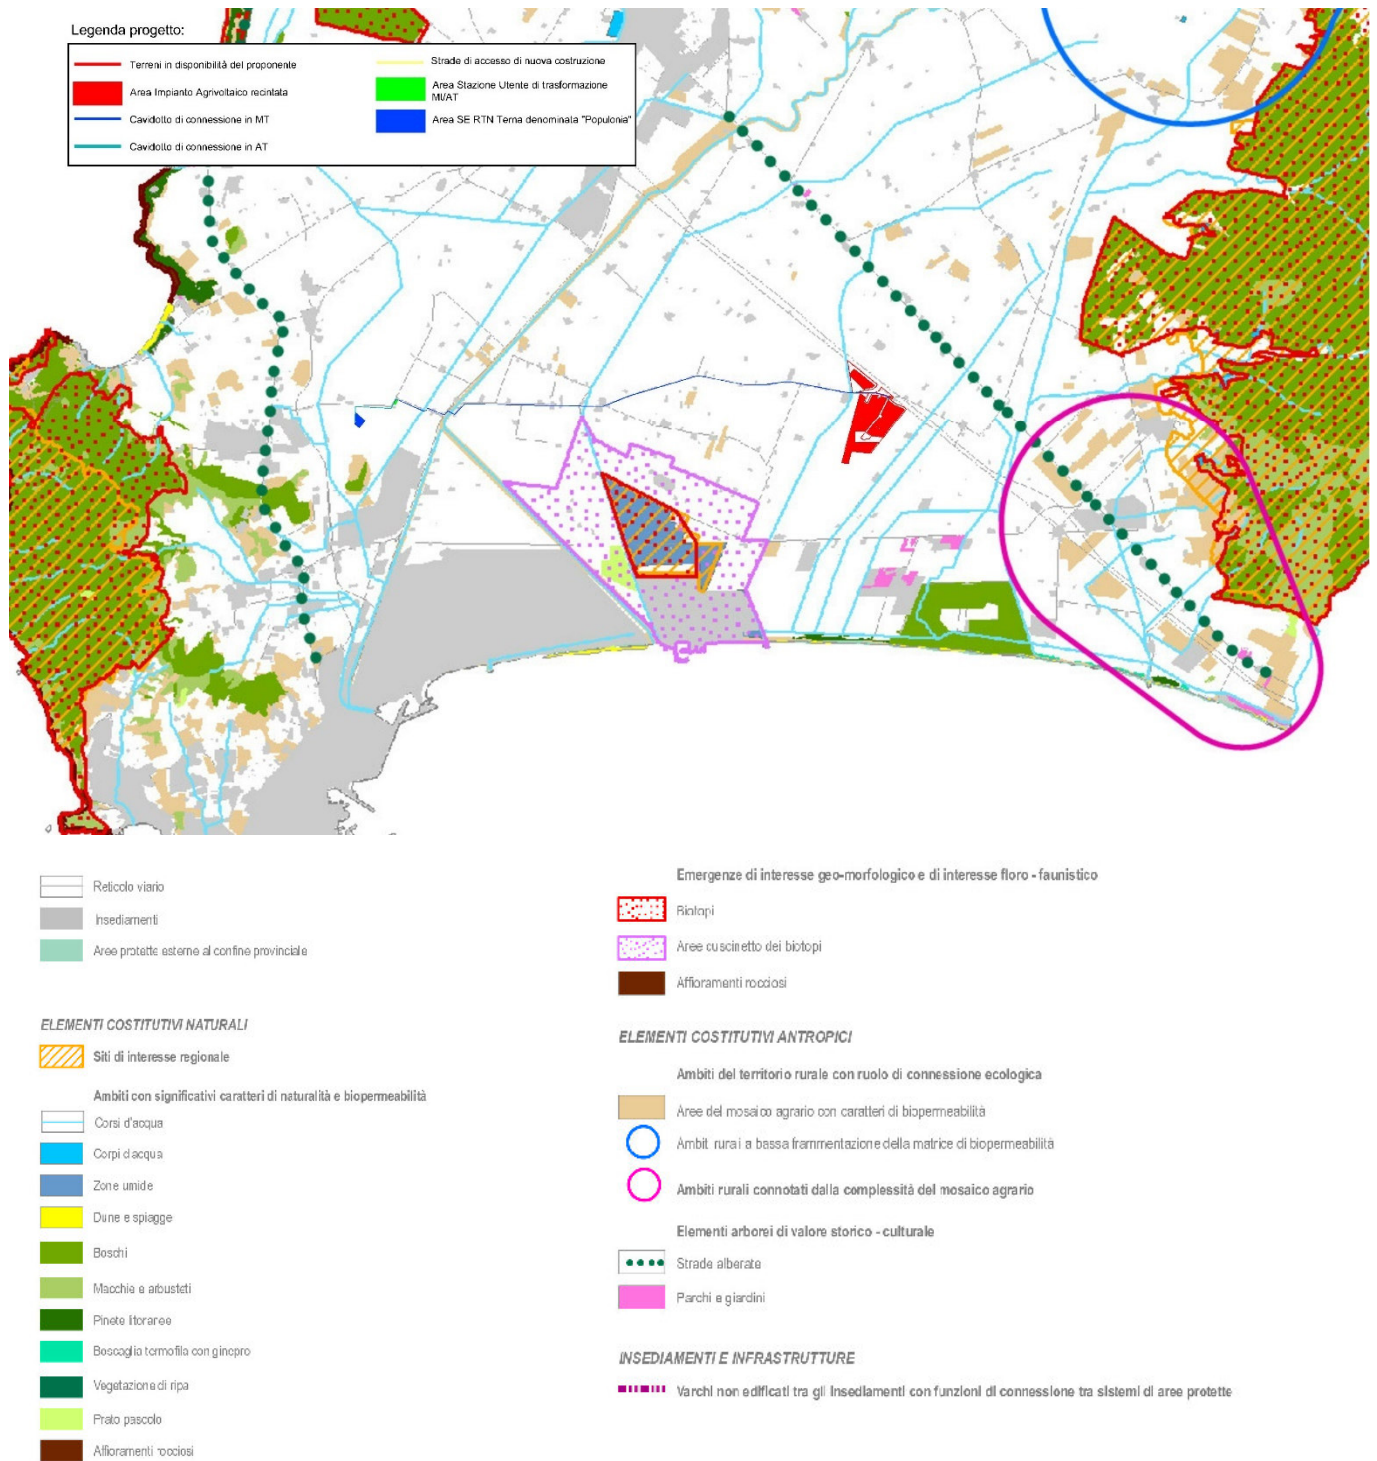 Legenda progetto:
Terreni in disponibilità del proponente
Area Impianto Agrivoltaico recintata
Cavidotto di connessione in MT
Cavidotto di connessione in AT
Strade di accesso di nuova costruzione
Area Stazione Utente di trasformazione
MT/AT
Area SE RTN Terna denominata "Populonia"
Reticolo viario
Insediamenti
Aree protette esterne al confine provinciale
ELEMENTI COSTITUTIVI NATURALI
Siti di interesse regionale
Ambiti con significativi caratteri di naturalità e biopermeabilità
Corsi d'acqua
Corpi d'acqua
Zone umide
Dune e spiagge
Boschi
Macchie e arbusteti
Pinete litoranee
Boscaglia termofila con ginepro
Vegetazione di ripa
Prato pascolo
Affioramenti rocciosi
Emergenze di interesse geo-morfologico e di interesse floro - faunistico
Biotopi
Aree cuscinetto dei biotopi
Affioramenti rocciosi
ELEMENTI COSTITUTIVI ANTROPICI
Ambiti del territorio rurale con ruolo di connessione ecologica
Aree del mosaico agrario con caratteri di biopermeabilità
Ambiti rurali a bassa frammentazione della matrice di biopermeabilità
Ambiti rurali connotati dalla complessità del mosaico agrario
Elementi arborei di valore storico - culturale
Strade alberate
Parchi e giardini
INSEDIAMENTI E INFRASTRUTTURE
Varchi non edificati tra gli insediamenti con funzioni di connessione tra sistemi di aree protette